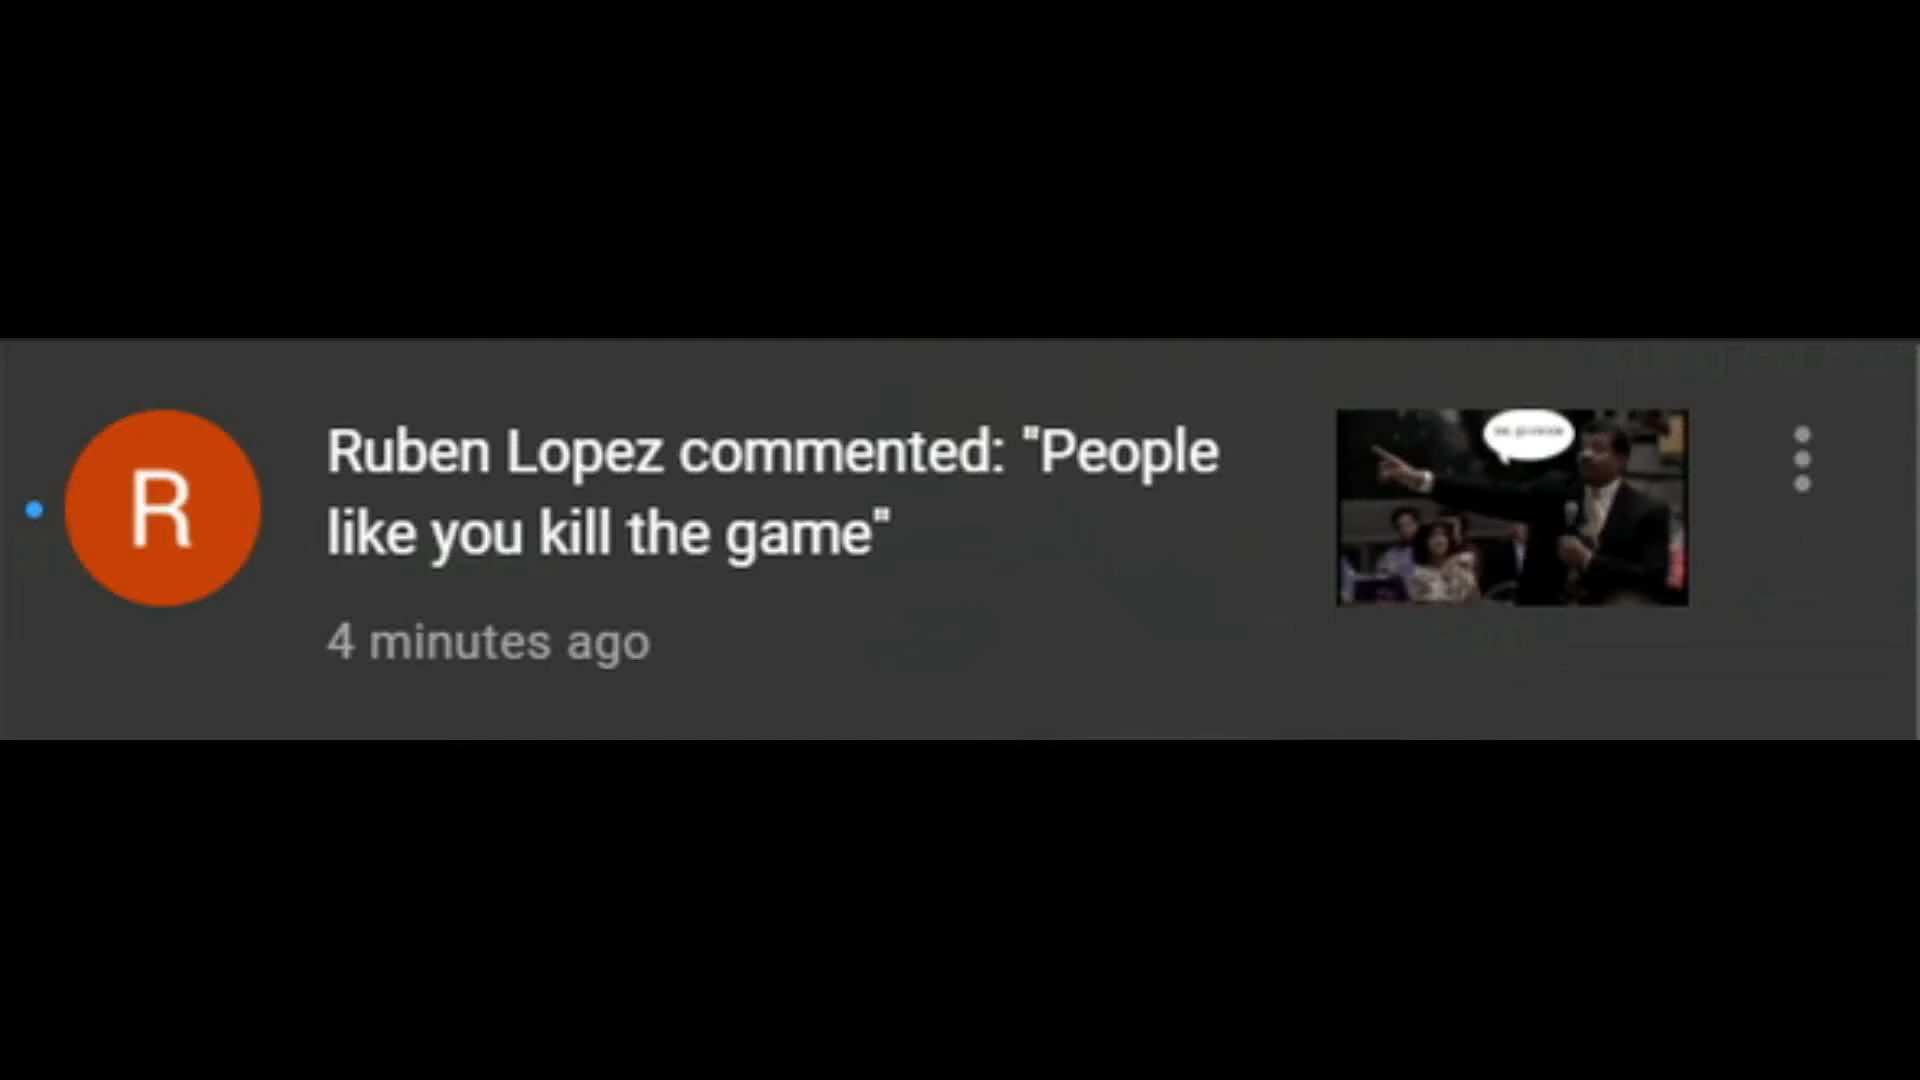 R
Ruben Lopez commented: "People
like you kill the game"
4 minutes ago